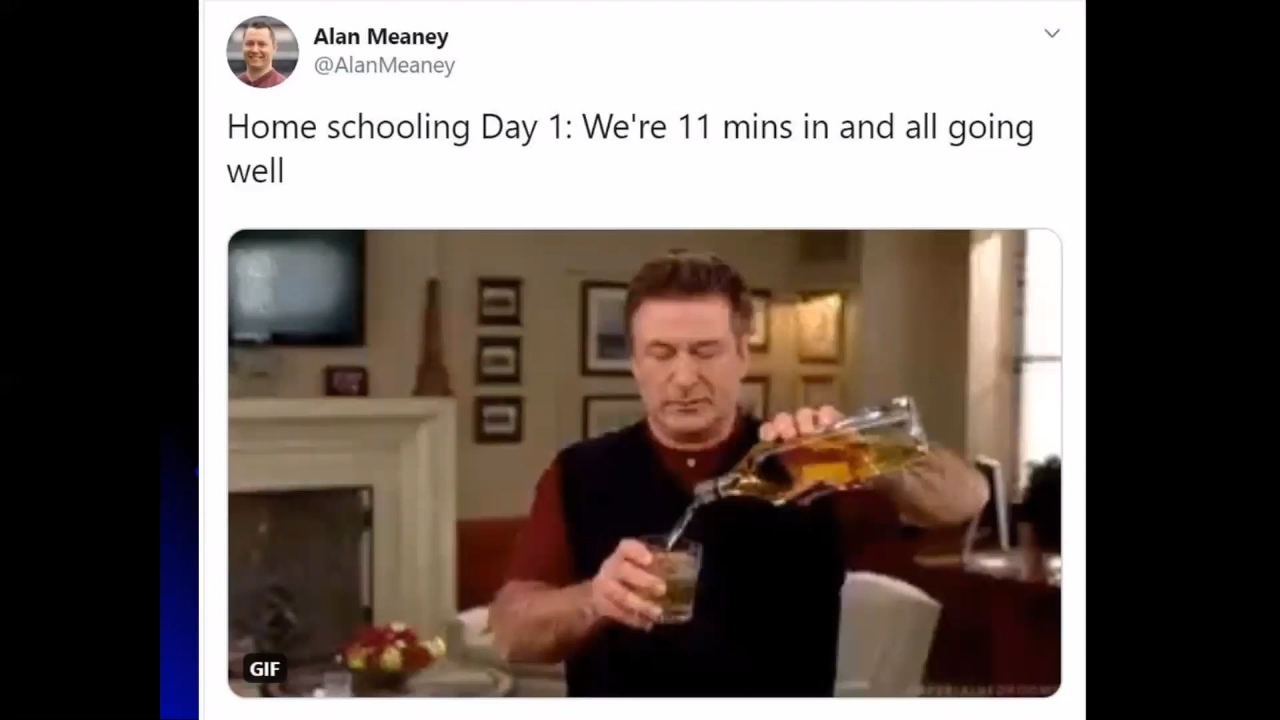 Alan Meaney
@AlanMeaney
Home schooling Day 1: We're 11 mins in and all going
well
GIF